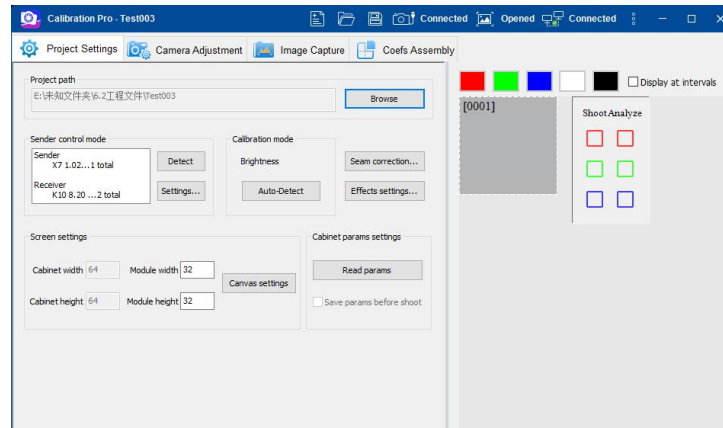 Calibration Pro - Test003
Connected
Opened
Connected
Project Settings
Camera Adjustment
Image Capture
Coefs Assembly
Project path
E:\未知文件夹\6.2工程文件\Test003
Browse
Sender control mode
Sender
X7 1.02...1 total
Receiver
K10 8.20 ...2 total
Detect
Settings...
Calibration mode
Brightness
Auto-Detect
Seam correction...
Effects settings...
Screen settings
Cabinet width 64
Module width 32
Cabinet height 64
Module height 32
Canvas settings
Cabinet params settings
Read params
Save params before shoot
Display at intervals
[0001]
Shoot Analyze